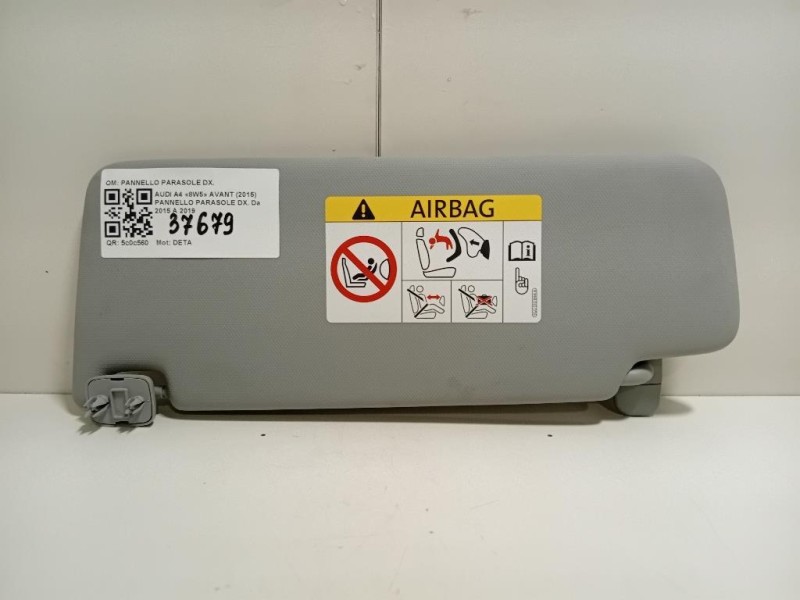 OM: PANNELLO PARASOLE DX.
AUDI A4 «8W5» AVANT (2015)
PANNELLO PARASOLE DX. Da
2015 A 2019
37679
QR: 5c0c560 Mot: DETA
AIRBAG